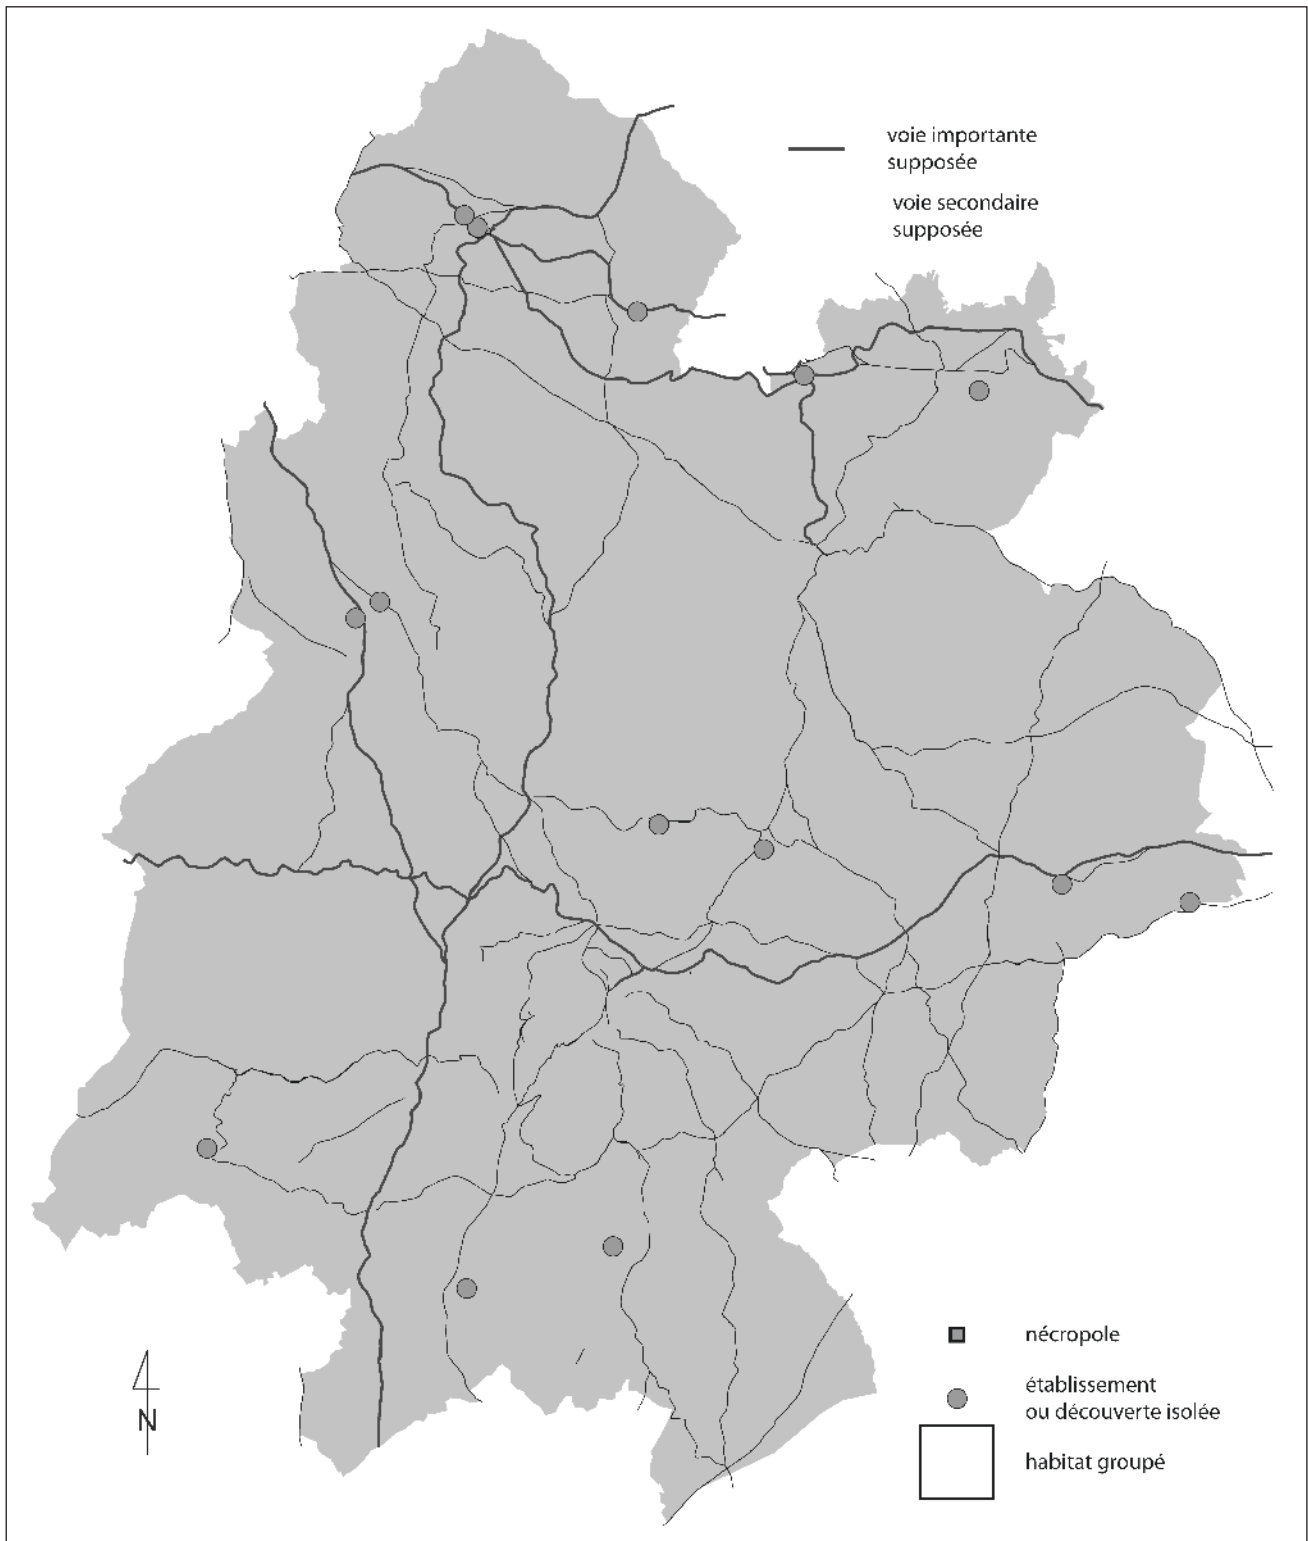 voie importante
supposée
voie secondaire
supposée
nécropole
établissement
ou découverte isolée
habitat groupé
N